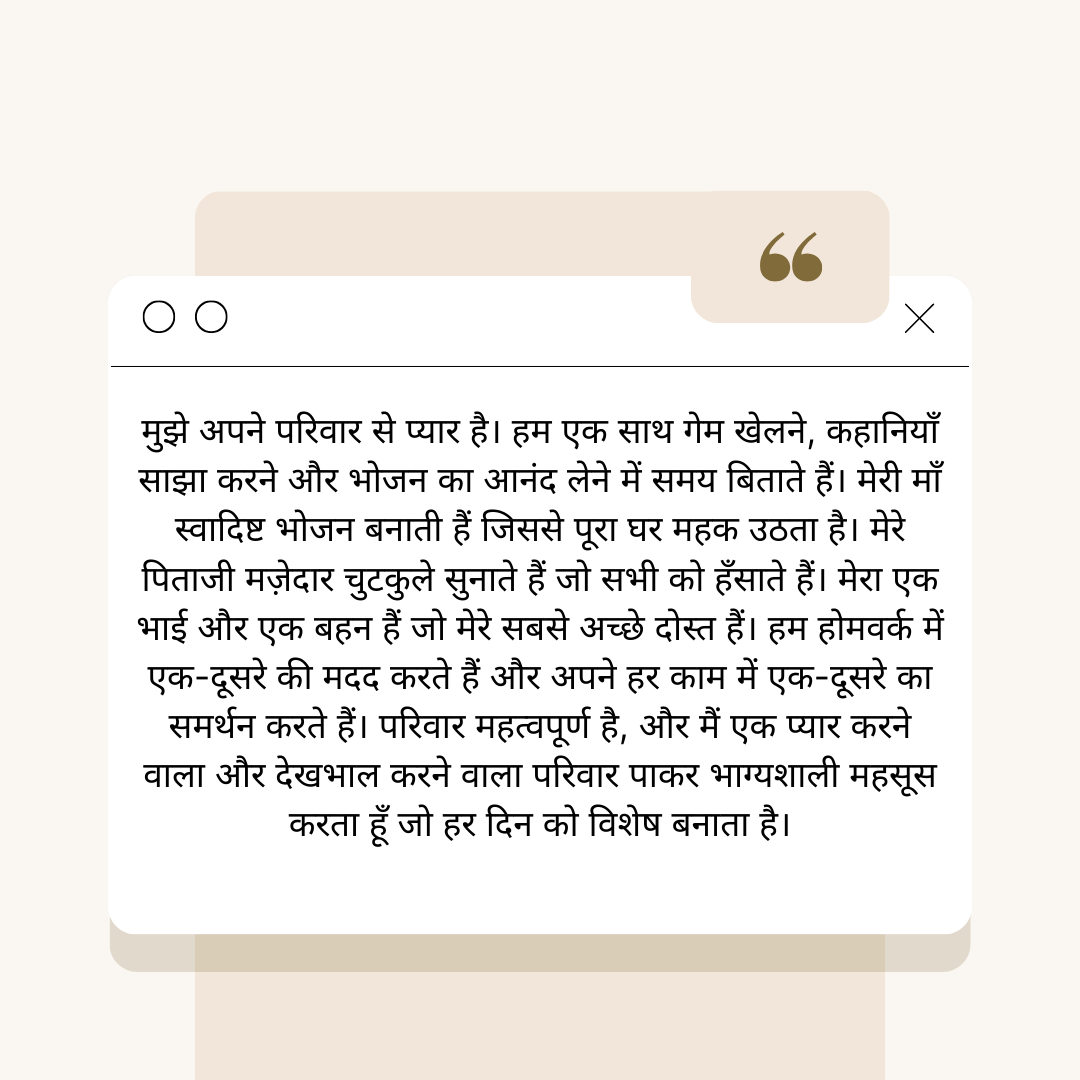 “
मुझे अपने परिवार से प्यार है। हम एक साथ गेम खेलने, कहानियाँ
साझा करने और भोजन का आनंद लेने में समय बिताते हैं। मेरी माँ
स्वादिष्ट भोजन बनाती हैं जिससे पूरा घर महक उठता है। मेरे
पिताजी मज़ेदार चुटकुले सुनाते हैं जो सभी को हँसाते हैं। मेरा एक
भाई और एक बहन हैं जो मेरे सबसे अच्छे दोस्त हैं। हम होमवर्क में
एक-दूसरे की मदद करते हैं और अपने हर काम में एक-दूसरे का
समर्थन करते हैं। परिवार महत्वपूर्ण है, और मैं एक प्यार करने
वाला और देखभाल करने वाला परिवार पाकर भाग्यशाली महसूस
करता हूँ जो हर दिन को विशेष बनाता है।